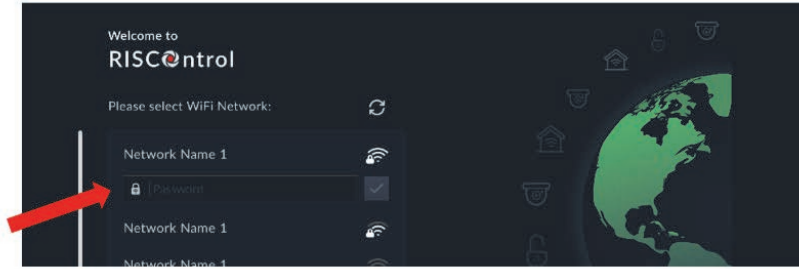 Welcome to
RISControl
Please select WiFi Network:
Network Name 1
Password
Network Name 1
Network Name 1